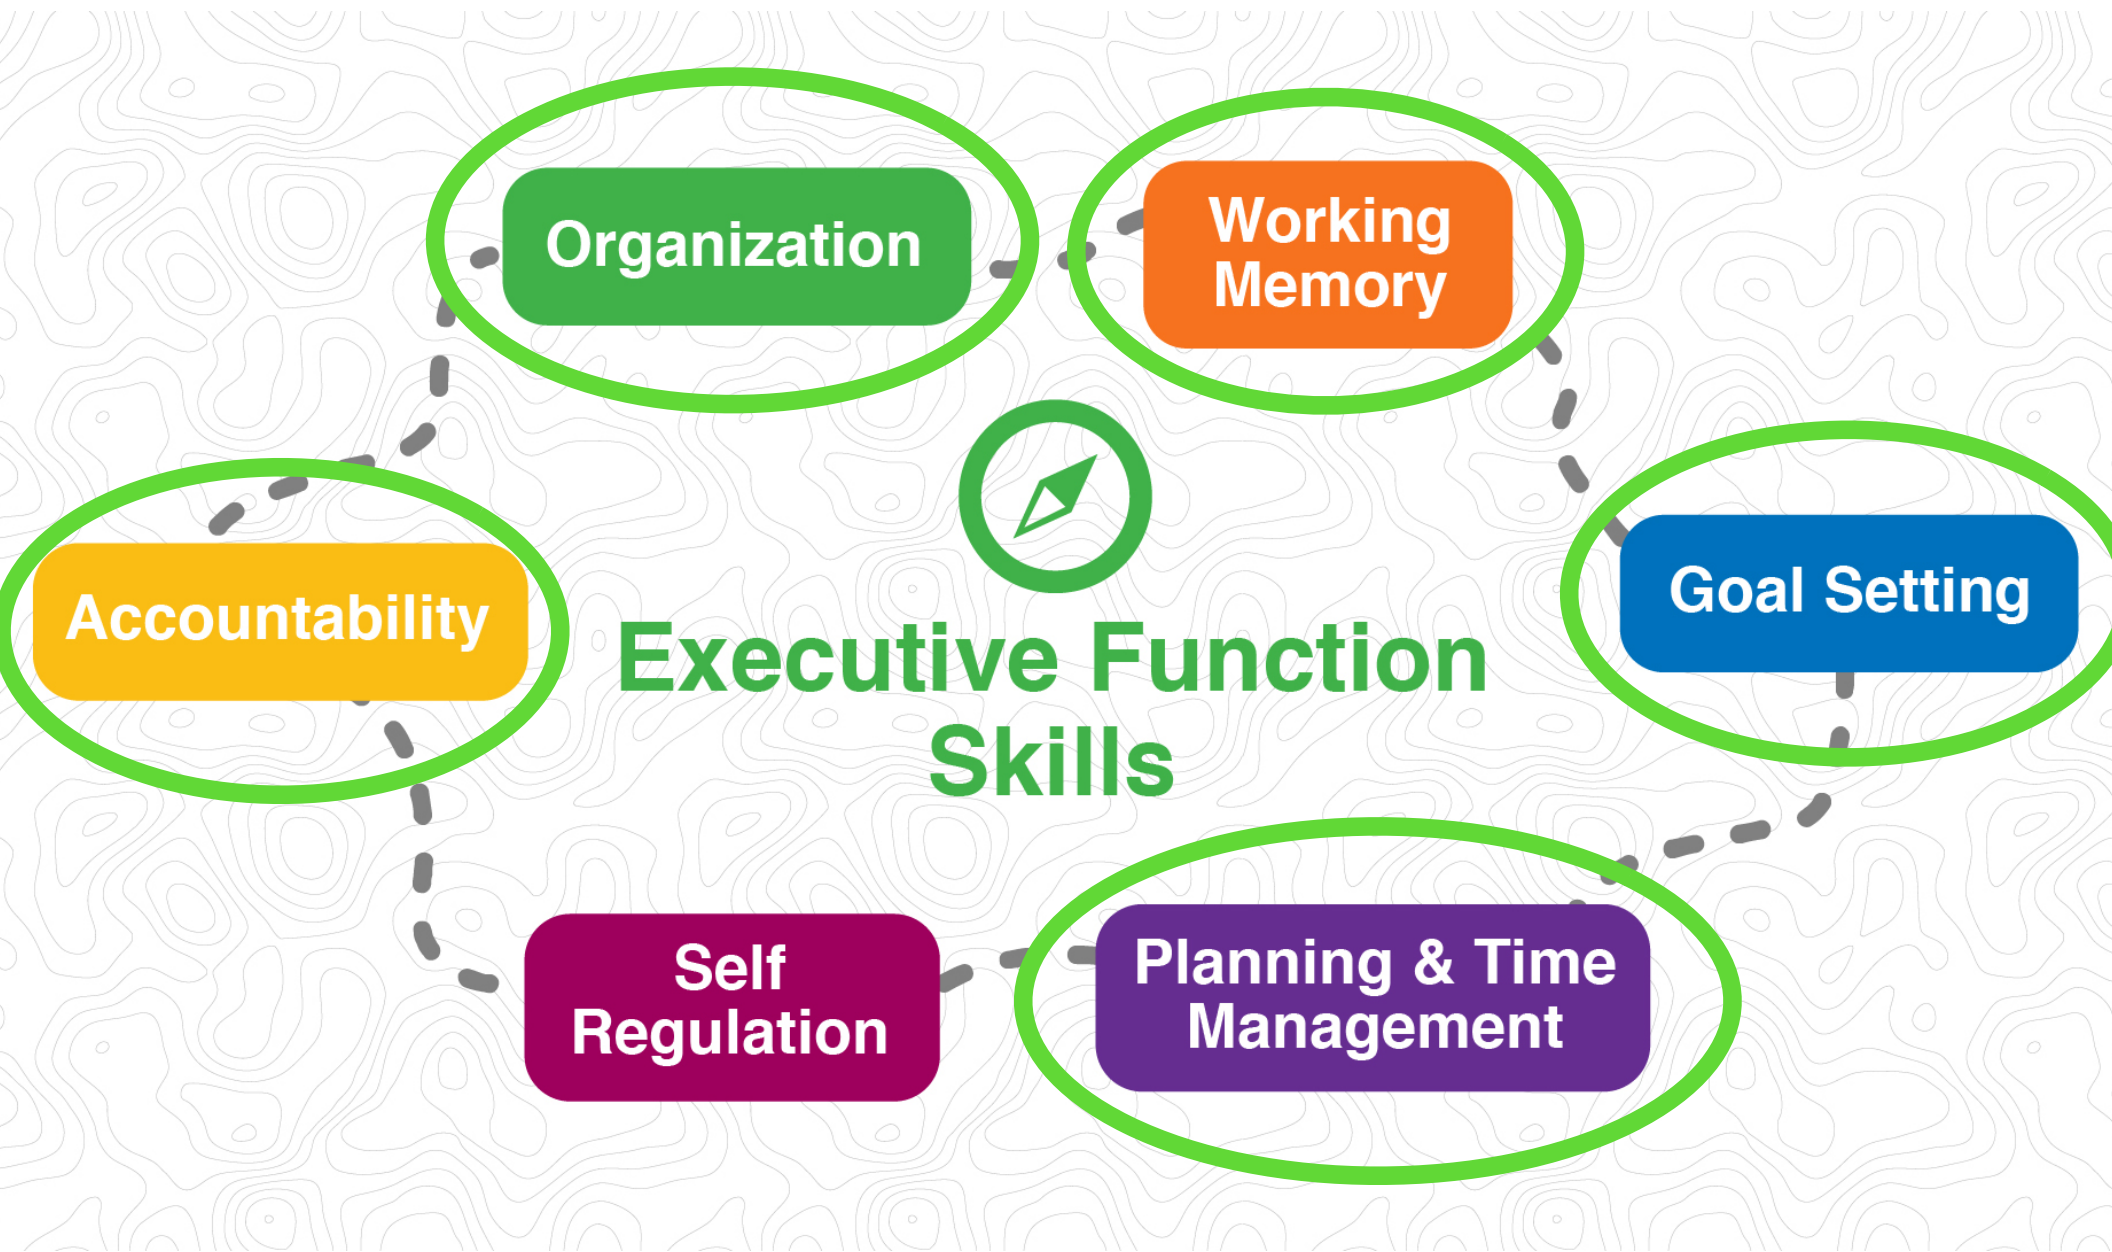 Organization
Working
Memory
Accountability
Goal Setting
Executive Function
Skills
Self
Regulation
Planning & Time
Management